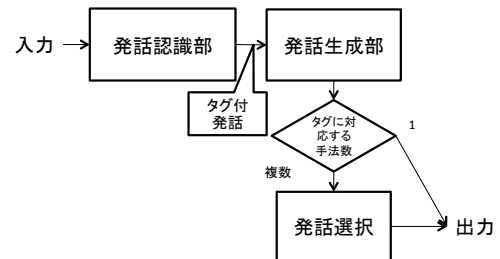 入力
発話認識部
発話生成部
タグ付
発話
タグに対
応する
手法数
1
複数
発話選択
出力